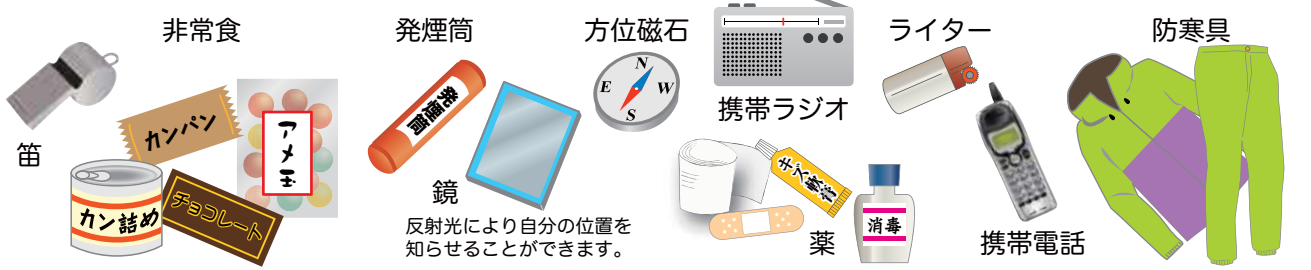 笛
非常食
カンパン
アメ玉
カン詰め
チョコレート
発煙筒
発煙筒
鏡
反射光により自分の位置を
知らせることができます。
方位磁石
N
E
W
S
携帯ラジオ
キズ軟膏
消毒
薬
ライター
携帯電話
防寒具